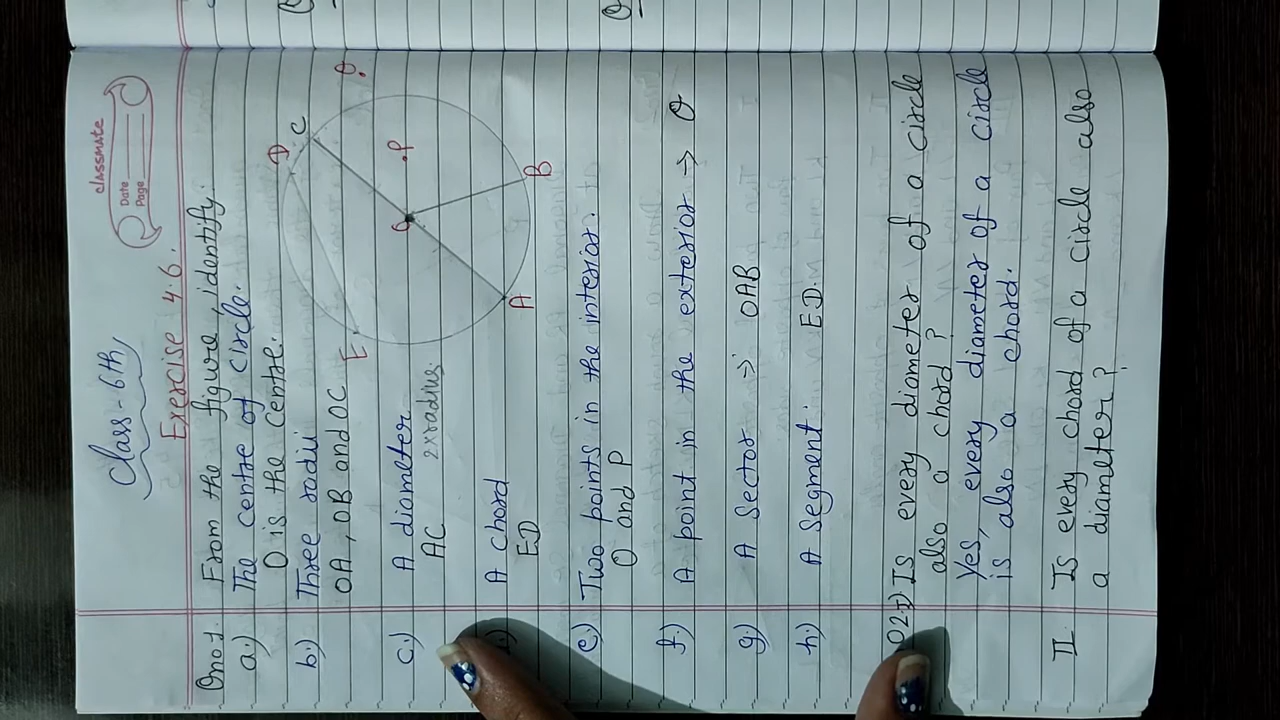 classmate
Date
Page
Class-6th
Exercise 4.6.
Qno.1. From the figure, identify:
a.) The centre of circle.
O is the centre.
b.) Three radii
OA, OB and OC
c.) A diameter
AC 2xradius
A chord
ED
e.) Two points in the interior.
O and P
f.) A point in the exterior → Q
g.) A sector ⇒ OAB
h.) A segment. ED.
D
C
Q
E
O
.P
A
B
Q2.I) Is every diameter of a circle
also a chord?
Yes, every diameter of a circle
is also a chord.
II. Is every chord of a circle also
a diameter?